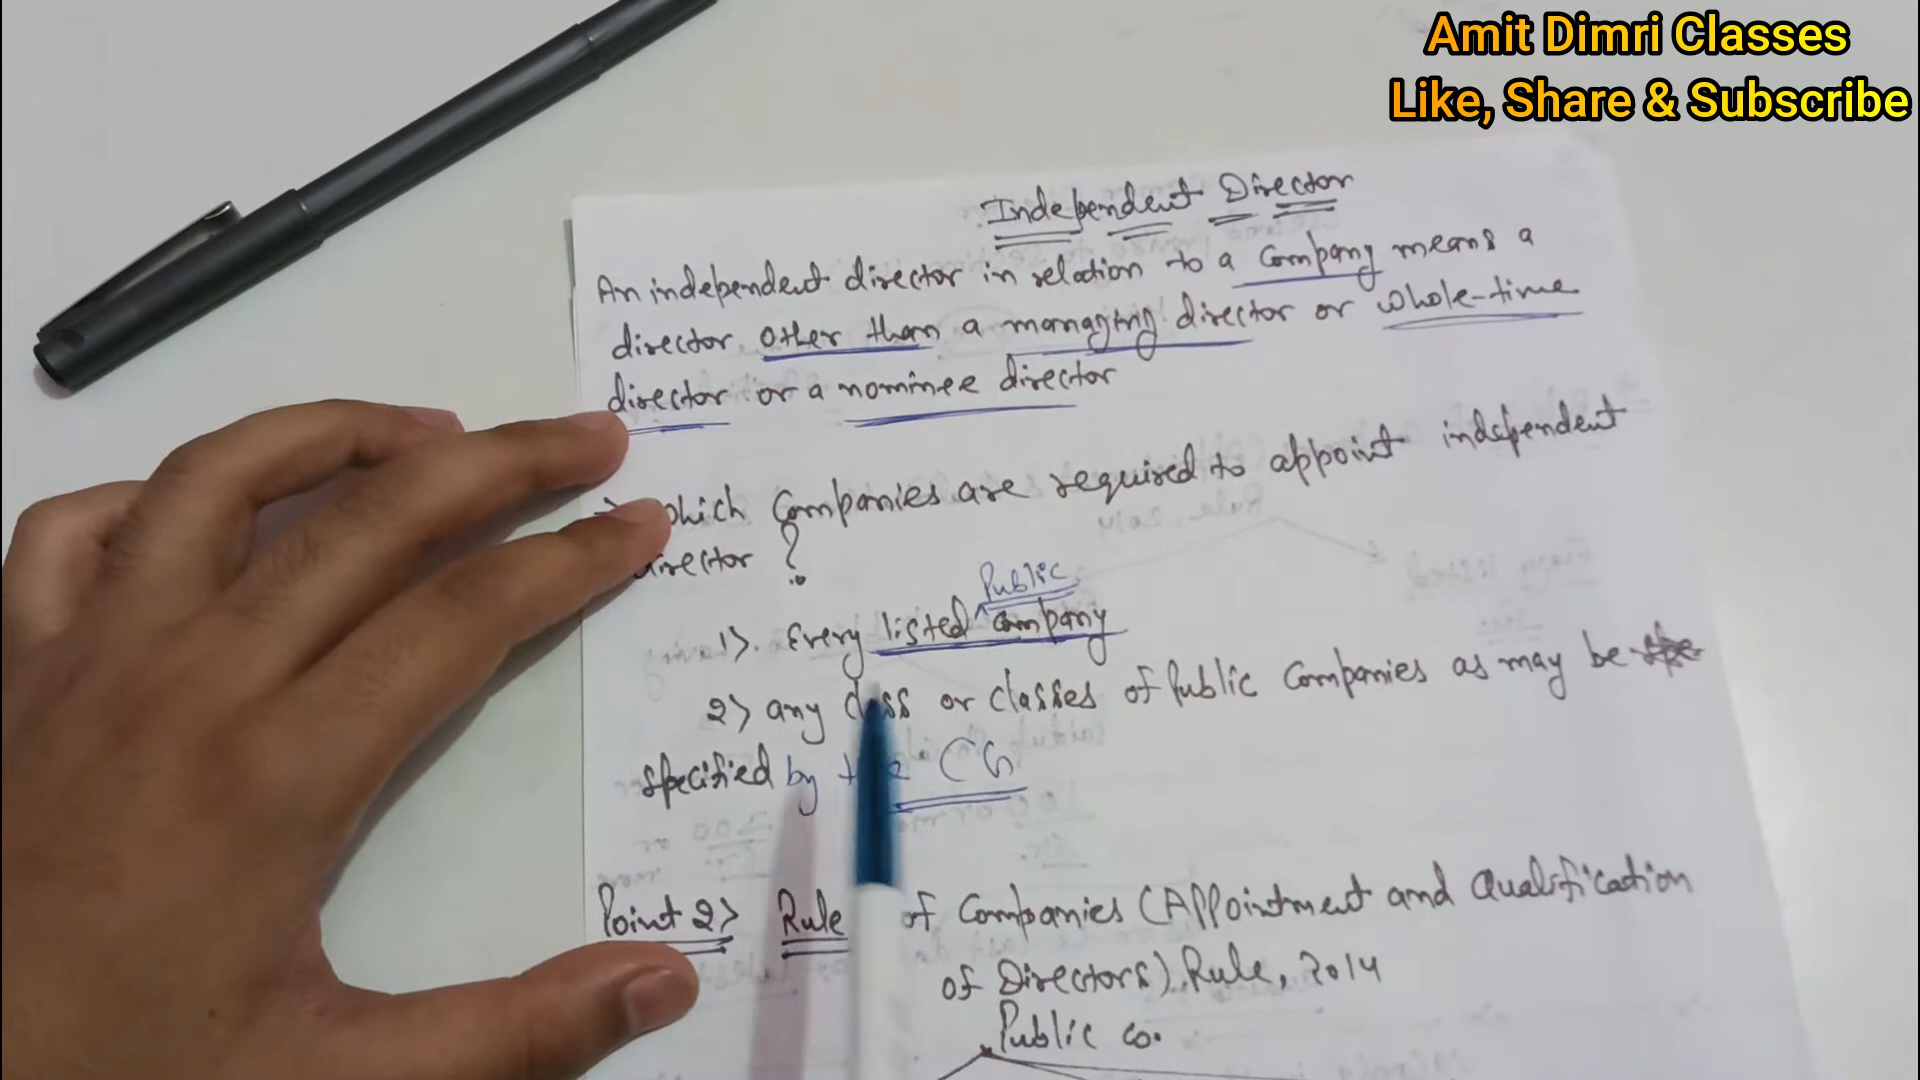 Amit Dimri Classes
Like, Share & Subscribe
Independent Director
An independent director in relation to a company means a
director other than a managing director or whole-time
director or a nominee director
which Companies are required to appoint independent
director ?
Public
1). Every listed ^ company
2) any class or classes of Public Companies as may be
specified by the CG
Point 2) Rule of Companies (Appointment and Qualification
of Directors) Rule, 2014
Public co.